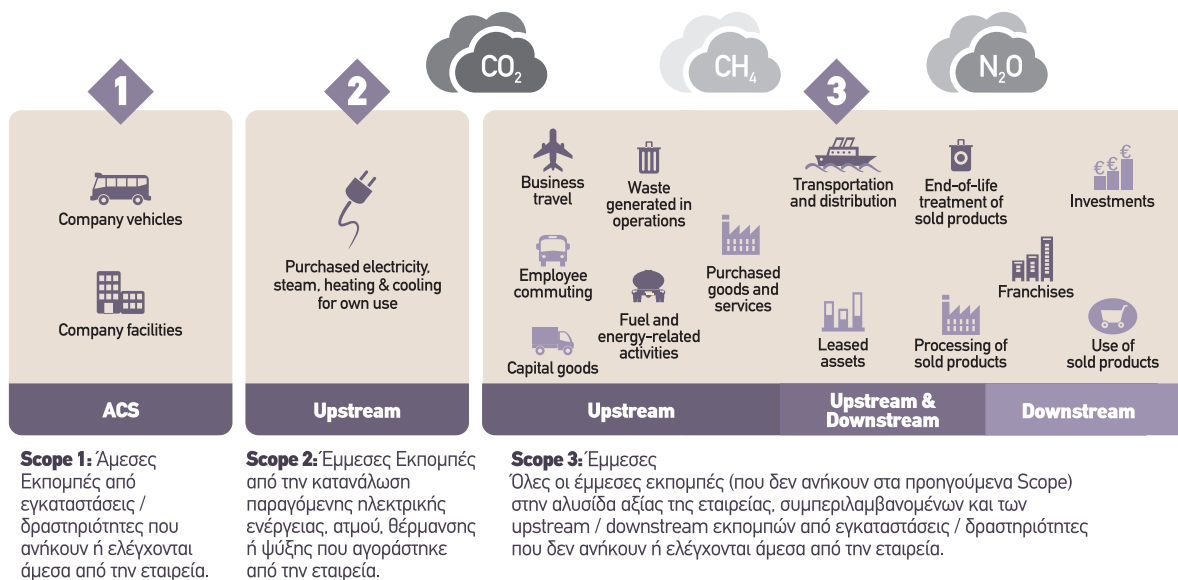 CO2
CH4
N2O
1
2
3
Company vehicles
Company facilities
ACS
Purchased electricity,
steam, heating & cooling
for own use
Upstream
Business
travel
Waste
generated in
operations
Employee
commuting
Fuel and
energy-related
activities
Purchased
goods and
services
Capital goods
Upstream
Transportation
and distribution
Leased
assets
End-of-life
treatment of
sold products
Processing of
sold products
Upstream &
Downstream
Investments
Franchises
Use of
sold products
Downstream
Scope 1: Άμεσες
Εκπομπές από
εγκαταστάσεις /
δραστηριότητες που
ανήκουν ή ελέγχονται
άμεσα από την εταιρεία.
Scope 2: Έμμεσες Εκπομπές
από την κατανάλωση
παραγόμενης ηλεκτρικής
ενέργειας, ατμού, θέρμανσης
ή ψύξης που αγοράστηκε
από την εταιρεία.
Scope 3: Έμμεσες
Όλες οι έμμεσες εκπομπές (που δεν ανήκουν στα προηγούμενα Scope)
στην αλυσίδα αξίας της εταιρείας, συμπεριλαμβανομένων και των
upstream / downstream εκπομπών από εγκαταστάσεις / δραστηριότητες
που δεν ανήκουν ή ελέγχονται άμεσα από την εταιρεία.